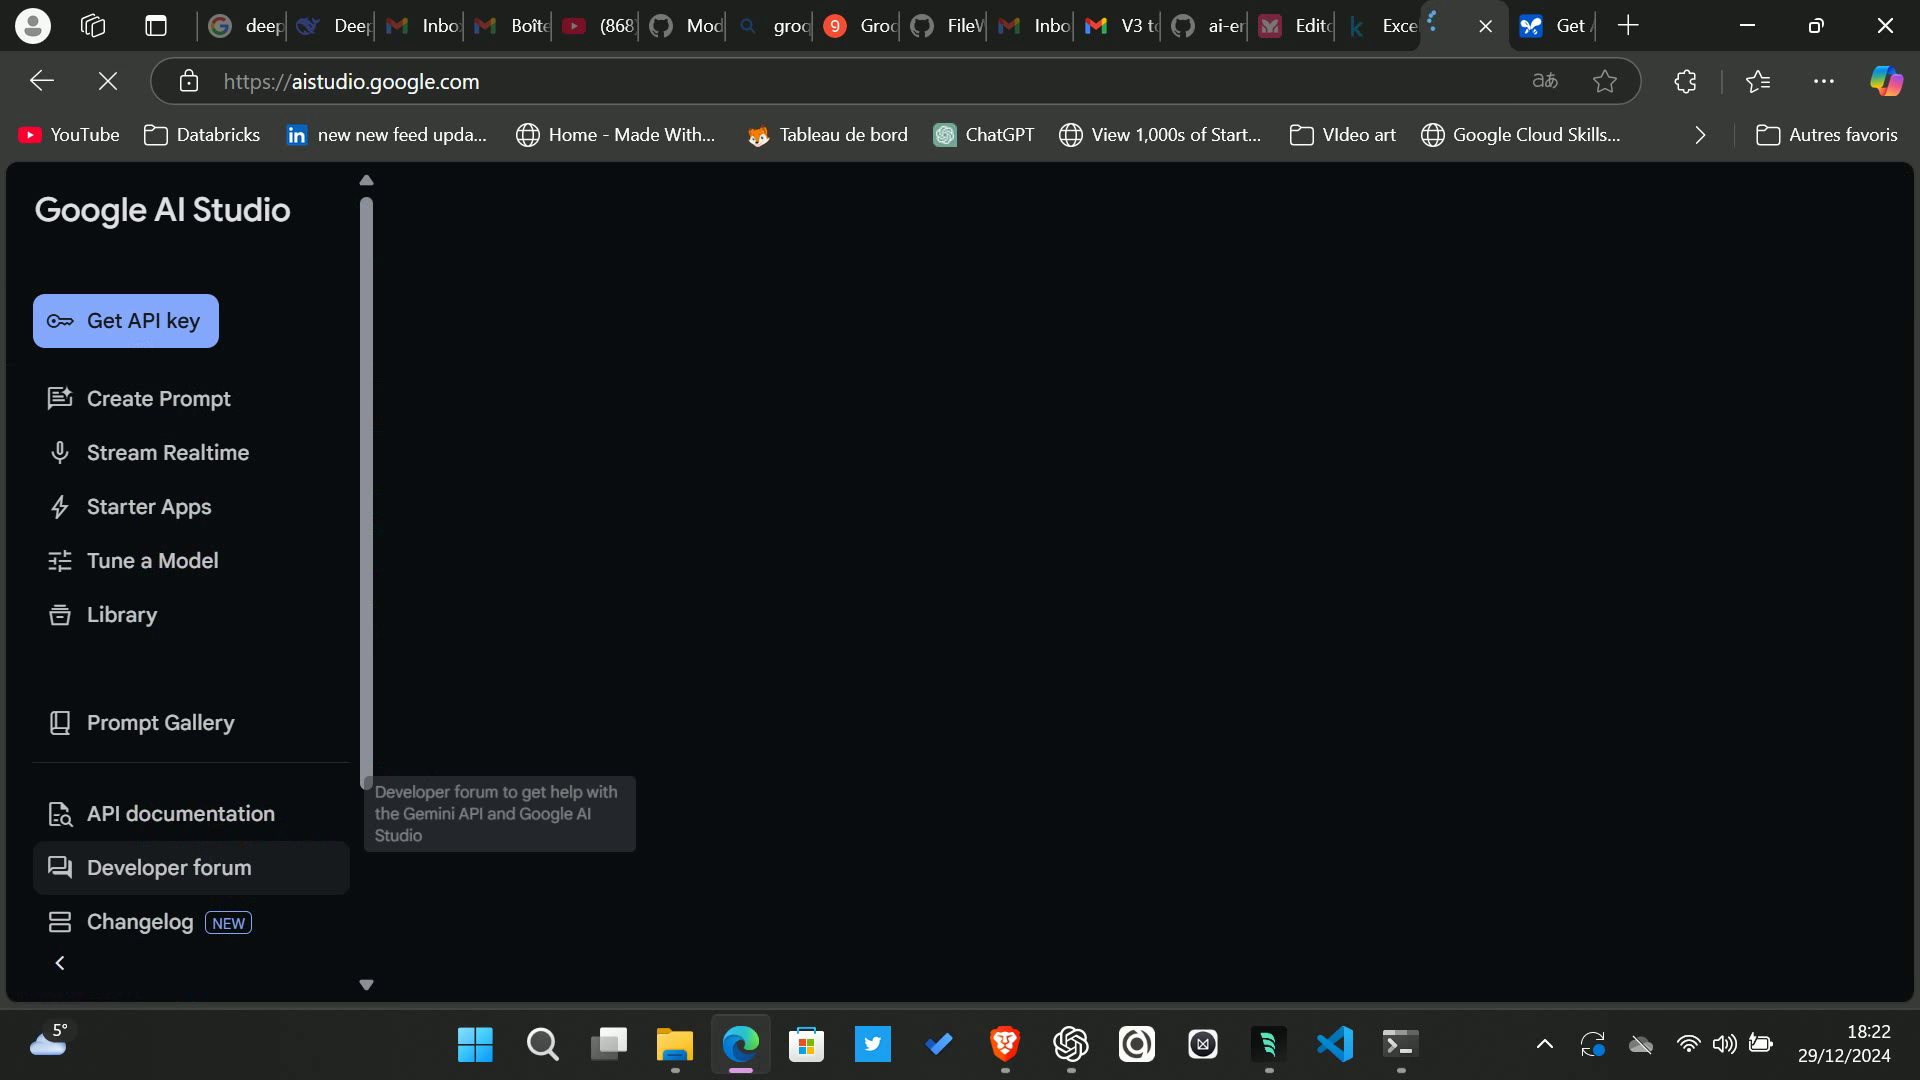 deep
Deep
Inbo
Boîte
(868
Mod
groq
Groc
Inbo
V3 to
ai-er
Edito
Exce
Get
https://aistudio.google.com
YouTube
Databricks
new new feed upda...
Home - Made With...
Tableau de bord
ChatGPT
View 1,000s of Start...
VIdeo art
Google Cloud Skills...
Autres favoris
Google AI Studio
Get API key
Create Prompt
Stream Realtime
Starter Apps
Tune a Model
Library
Prompt Gallery
API documentation
Developer forum to get help with
the Gemini API and Google AI
Studio
Developer forum
Changelog NEW
5°
18:22
29/12/2024